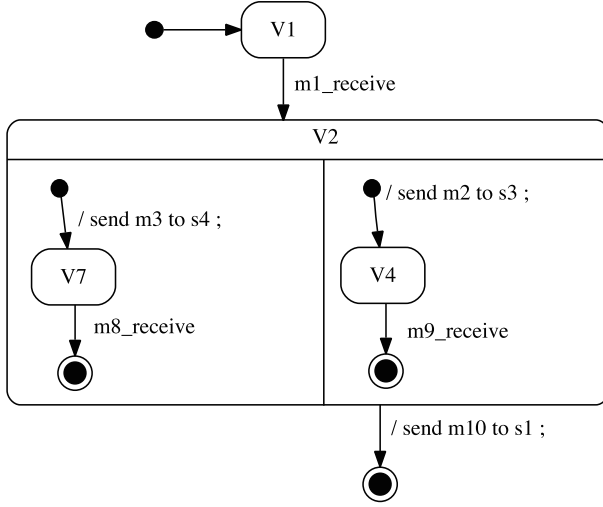 V1
m1_receive
V2
/ send m3 to s4 ;
/ send m2 to s3 ;
V7
V4
m8_receive
m9_receive
/ send m10 to s1 ;